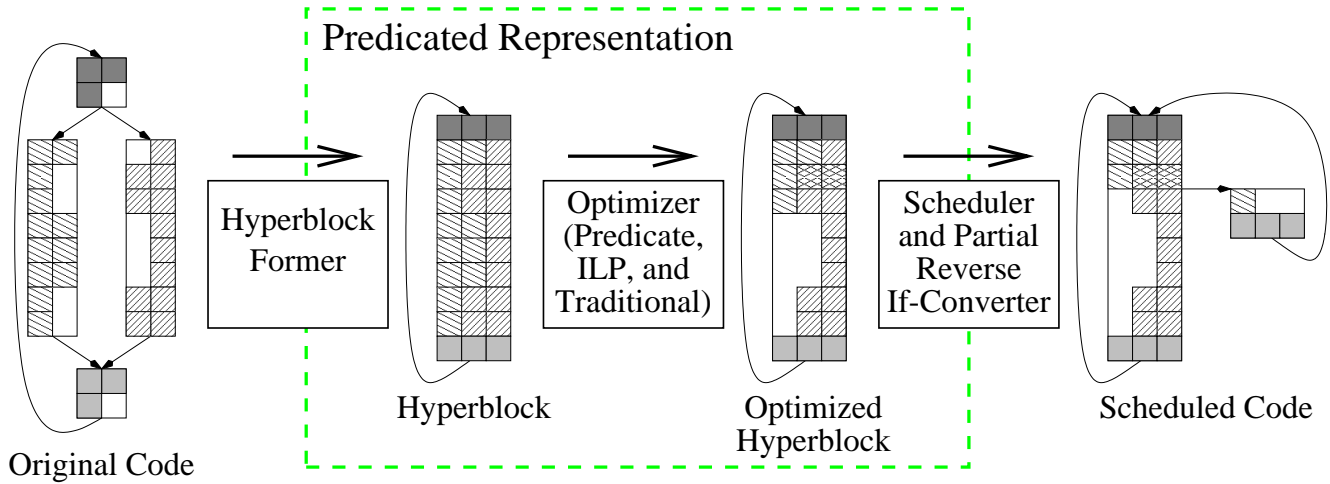 Predicated Representation
Hyperblock
Former
Optimizer
(Predicate,
ILP, and
Traditional)
Scheduler
and Partial
Reverse
If-Converter
Original Code
Hyperblock
Optimized
Hyperblock
Scheduled Code